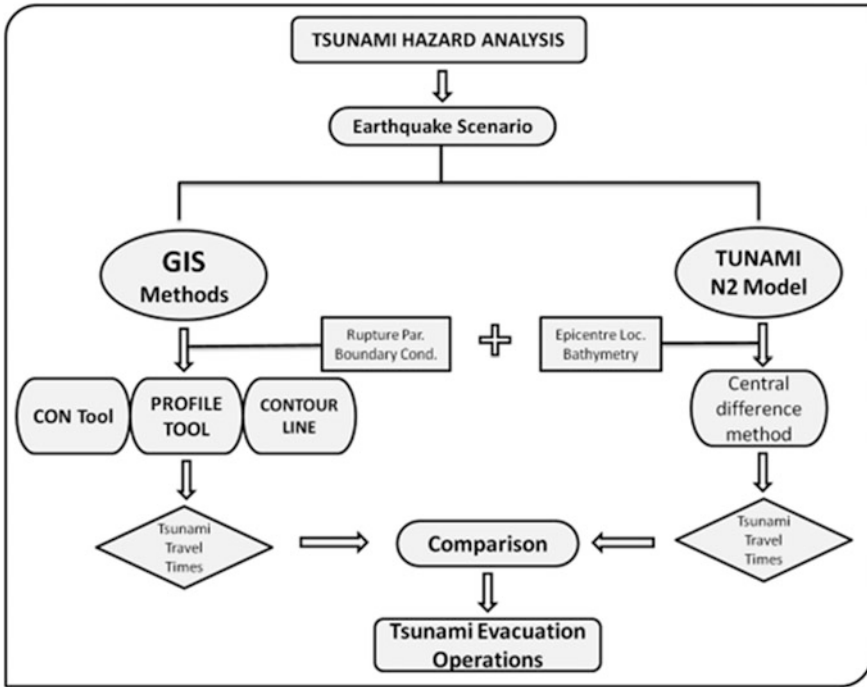 TSUNAMI HAZARD ANALYSIS
Earthquake Scenario
GIS
Methods
TUNAMI
N2 Model
Rupture Par.
Boundary Cond.
Epicentre Loc.
Bathymetry
CON Tool
PROFILE
TOOL
CONTOUR
LINE
Central
difference
method
Tsunami
Travel
Times
Comparison
Tsunami
Travel
Times
Tsunami Evacuation
Operations